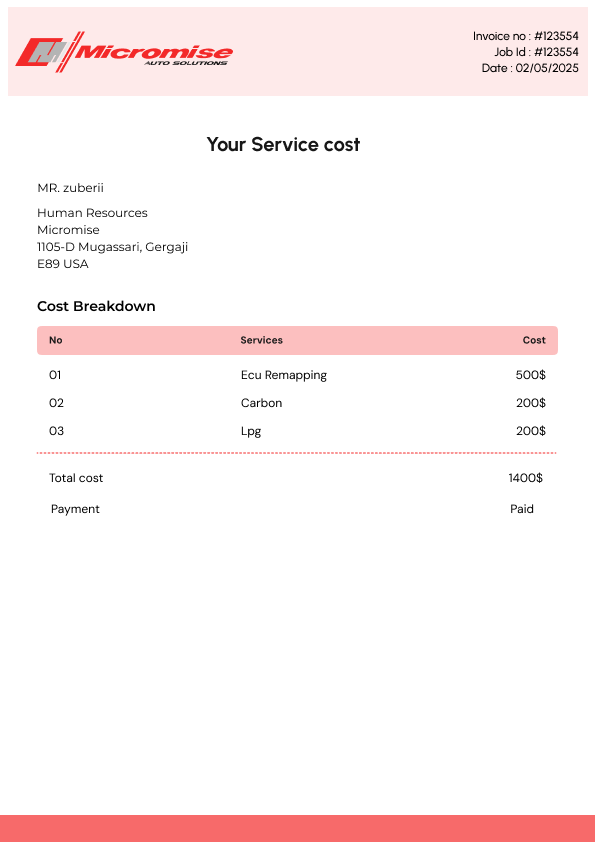 Micromise
AUTO SOLUTIONS
Invoice no : #123554
Job Id : #123554
Date : 02/05/2025
Your Service cost
MR. zuberii
Human Resources
Micromise
1105-D Mugassari, Gergaji
E89 USA
Cost Breakdown
No Services Cost
01 Ecu Remapping 500$
02 Carbon 200$
03 Lpg 200$
Total cost 1400$
Payment Paid